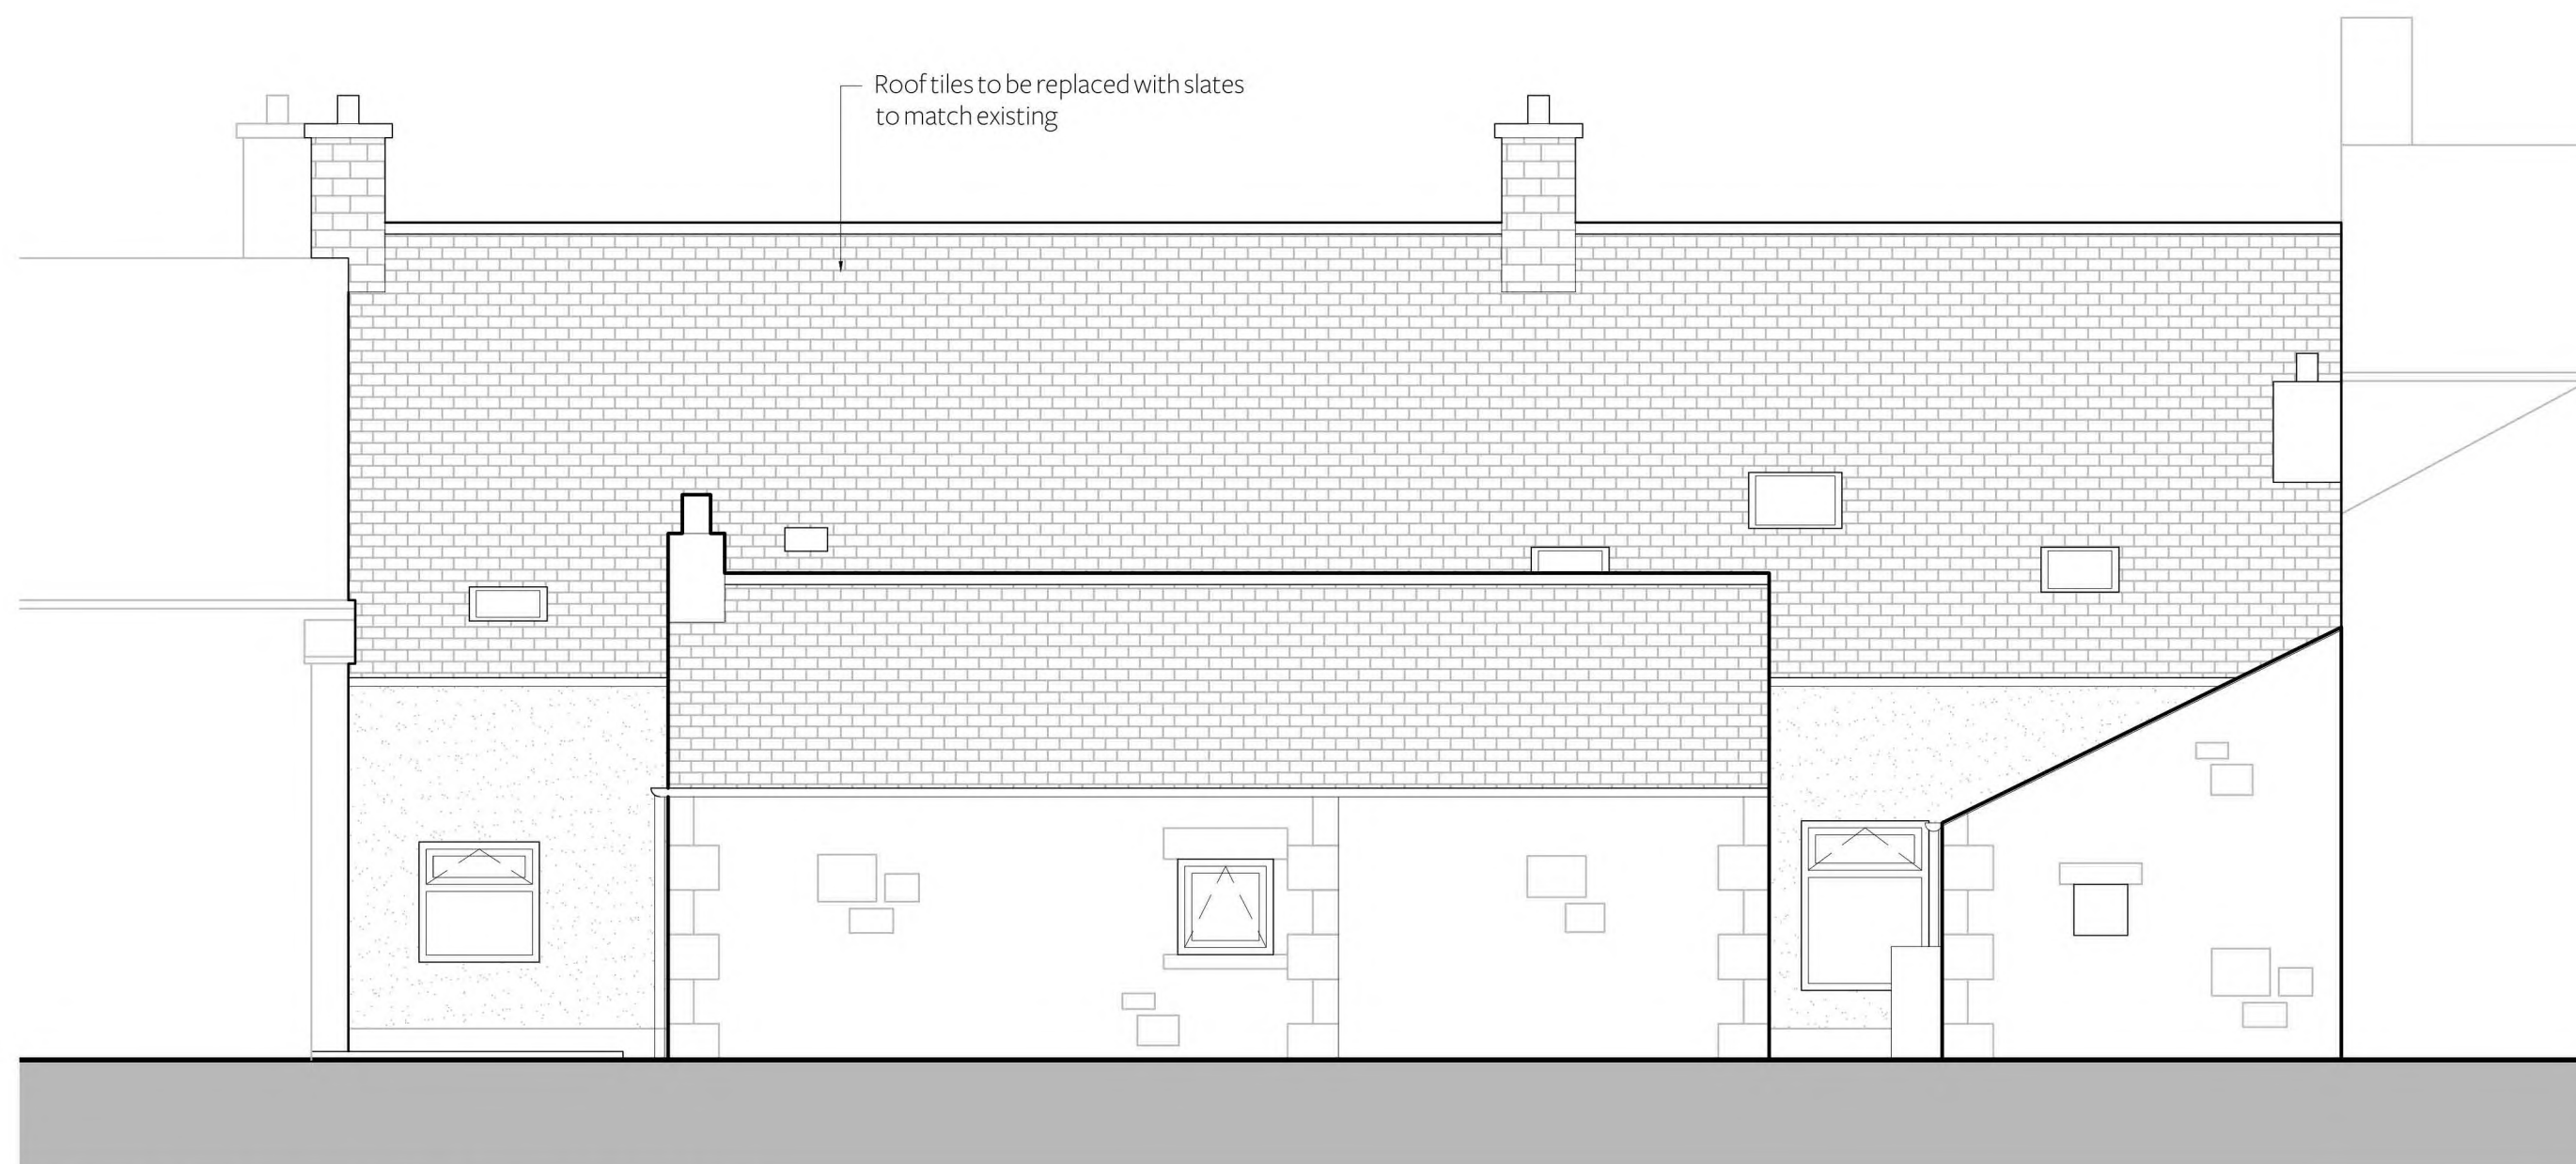 Roof tiles to be replaced with slates
to match existing